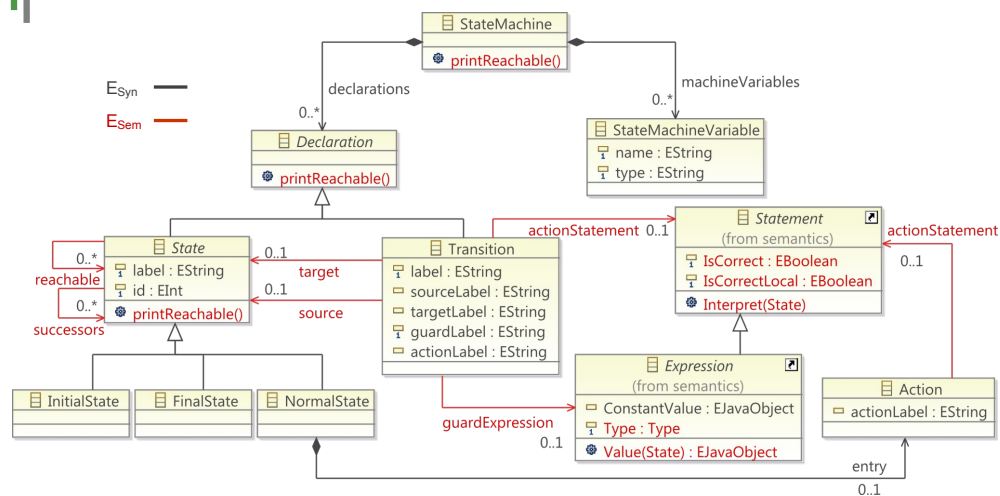 StateMachine
printReachable()
E_Syn
E_Sem
declarations
0..*
machineVariables
0..*
Declaration
printReachable()
StateMachineVariable
name : EString
type : EString
State
label : EString
id : EInt
printReachable()
reachable
0..*
successors
0..*
0..1
target
0..1
source
Transition
label : EString
sourceLabel : EString
targetLabel : EString
guardLabel : EString
actionLabel : EString
actionStatement
0..1
Statement
(from semantics)
IsCorrect : EBoolean
IsCorrectLocal : EBoolean
Interpret(State)
actionStatement
0..1
InitialState
FinalState
NormalState
guardExpression
0..1
Expression
(from semantics)
ConstantValue : EJavaObject
Type : Type
Value(State) : EJavaObject
Action
actionLabel : EString
entry
0..1